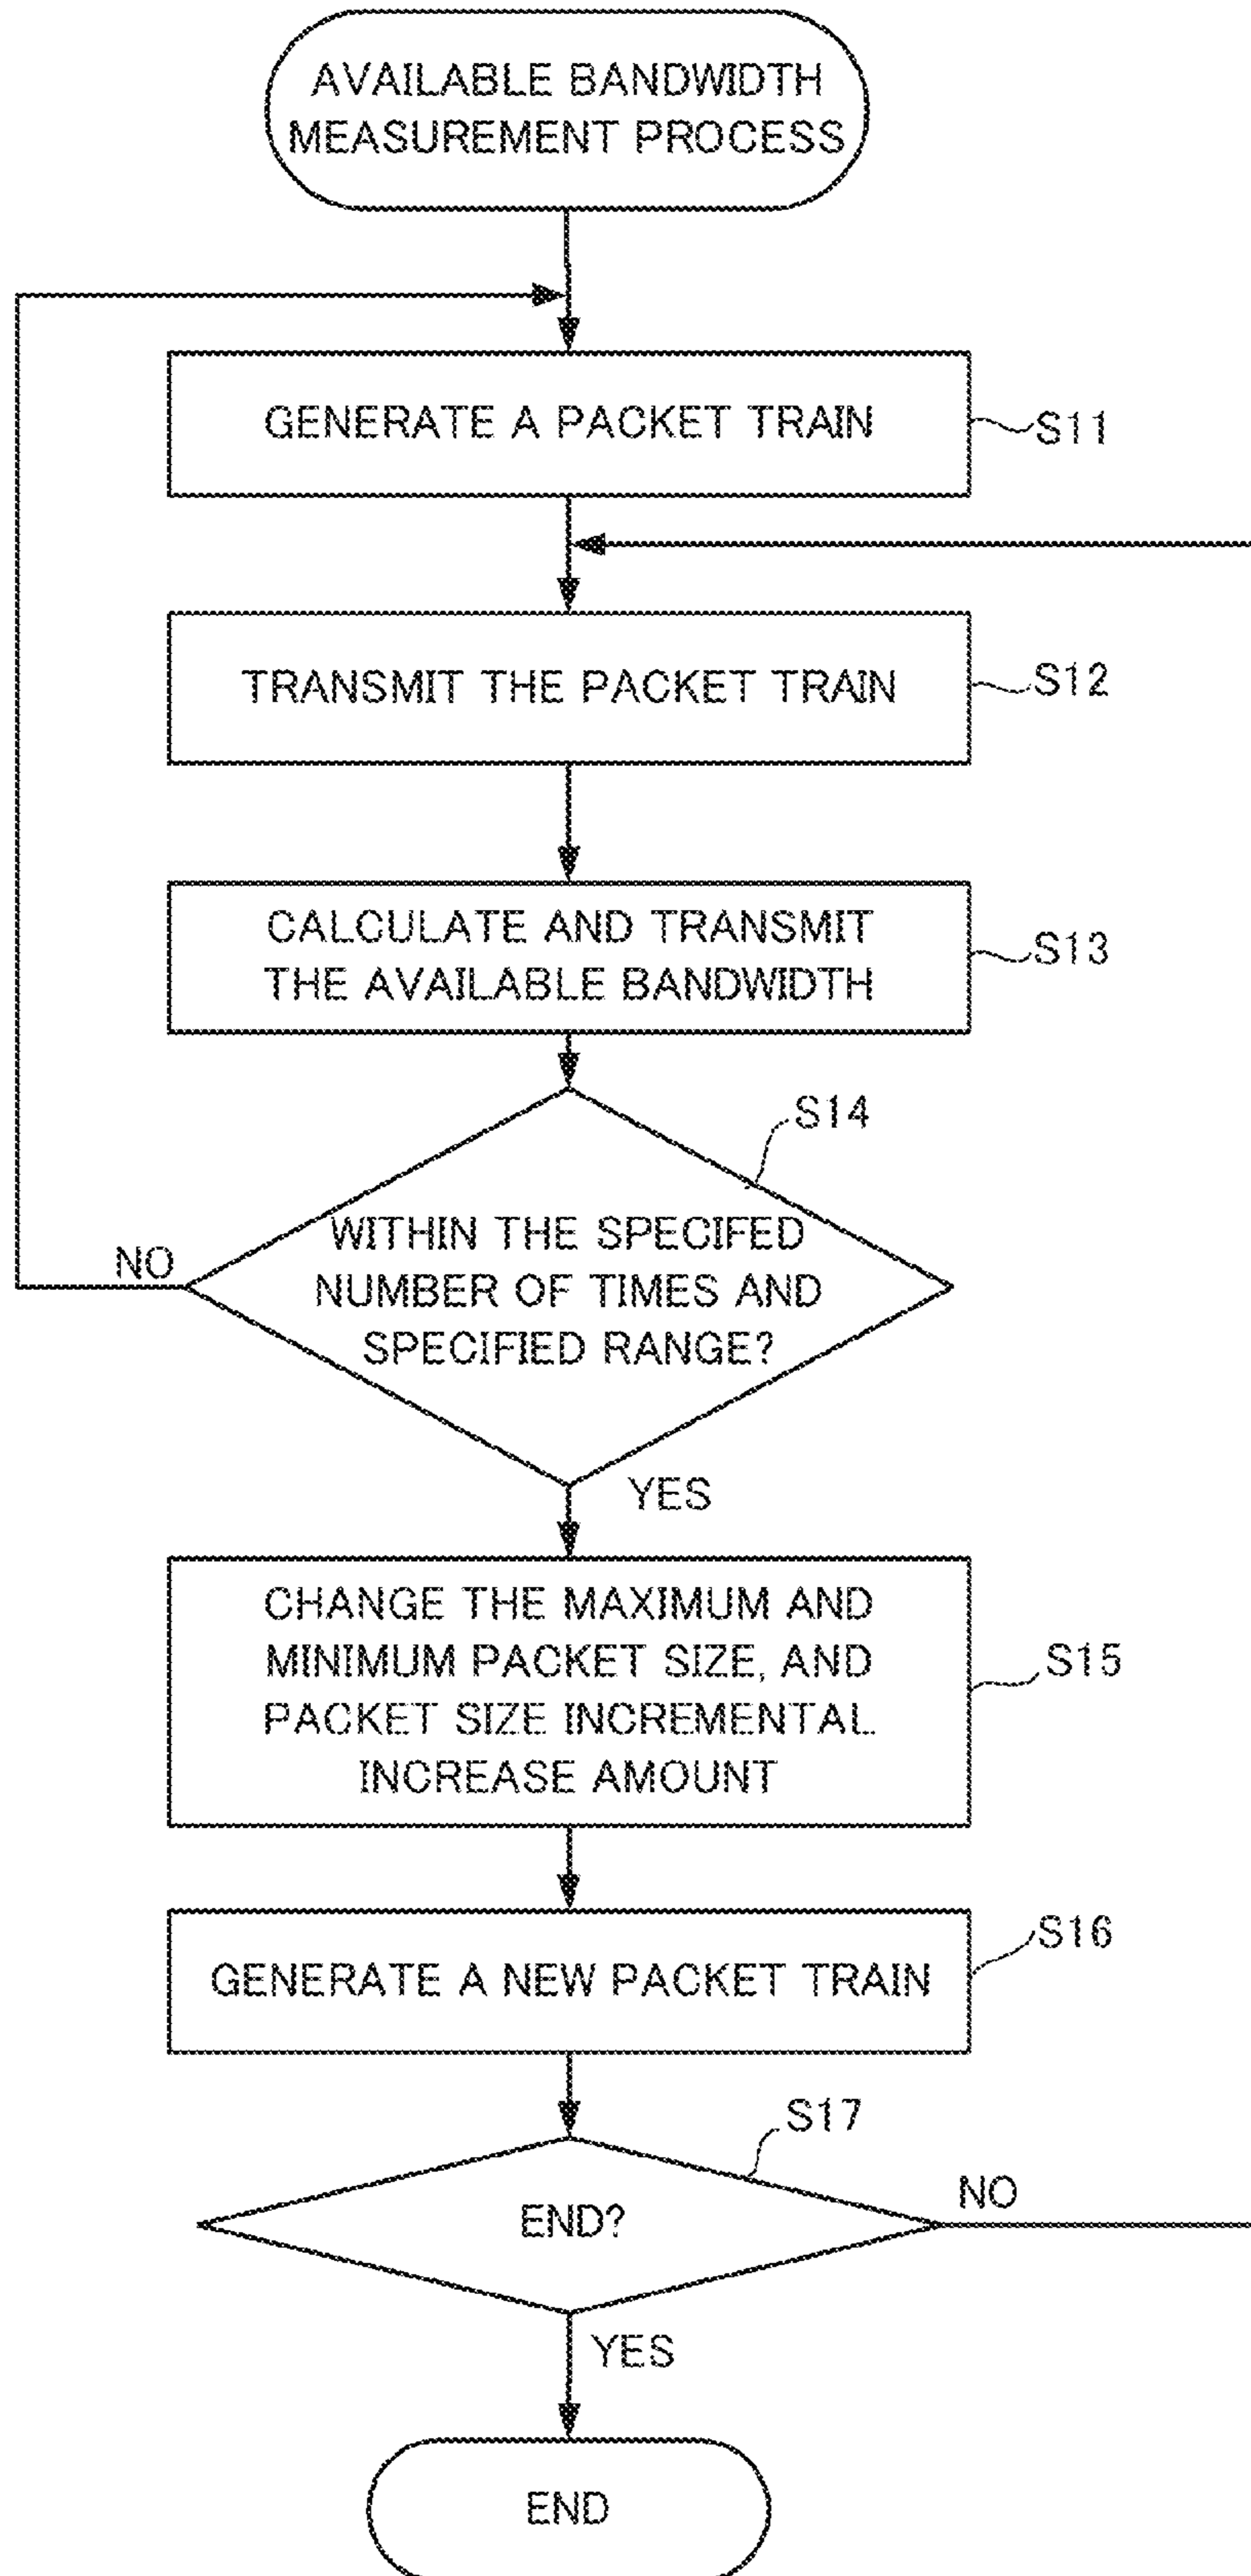 AVAILABLE BANDWIDTH
MEASUREMENT PROCESS
GENERATE A PACKET TRAIN
S11
TRANSMIT THE PACKET TRAIN
S12
CALCULATE AND TRANSMIT
THE AVAILABLE BANDWIDTH
S13
S14
WITHIN THE SPECIFED
NUMBER OF TIMES AND
SPECIFIED RANGE?
NO
YES
CHANGE THE MAXIMUM AND
MINIMUM PACKET SIZE, AND
PACKET SIZE INCREMENTAL
INCREASE AMOUNT
S15
GENERATE A NEW PACKET TRAIN
S16
S17
END?
NO
YES
END